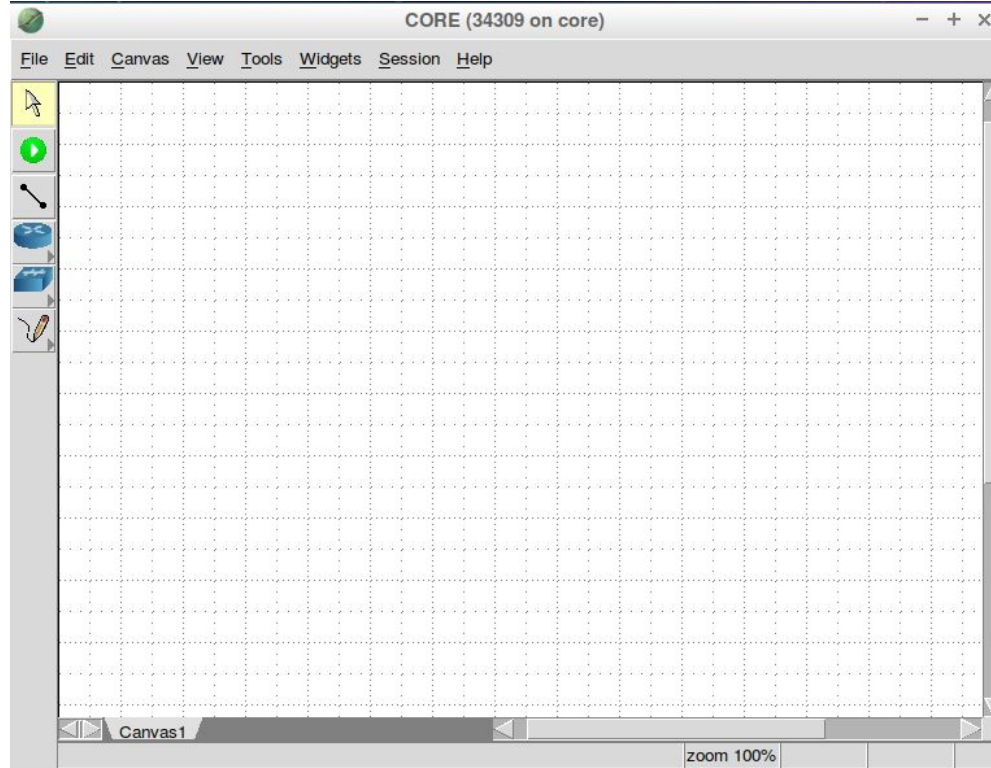 CORE (34309 on core)
File Edit Canvas View Tools Widgets Session Help
Canvas1
zoom 100%